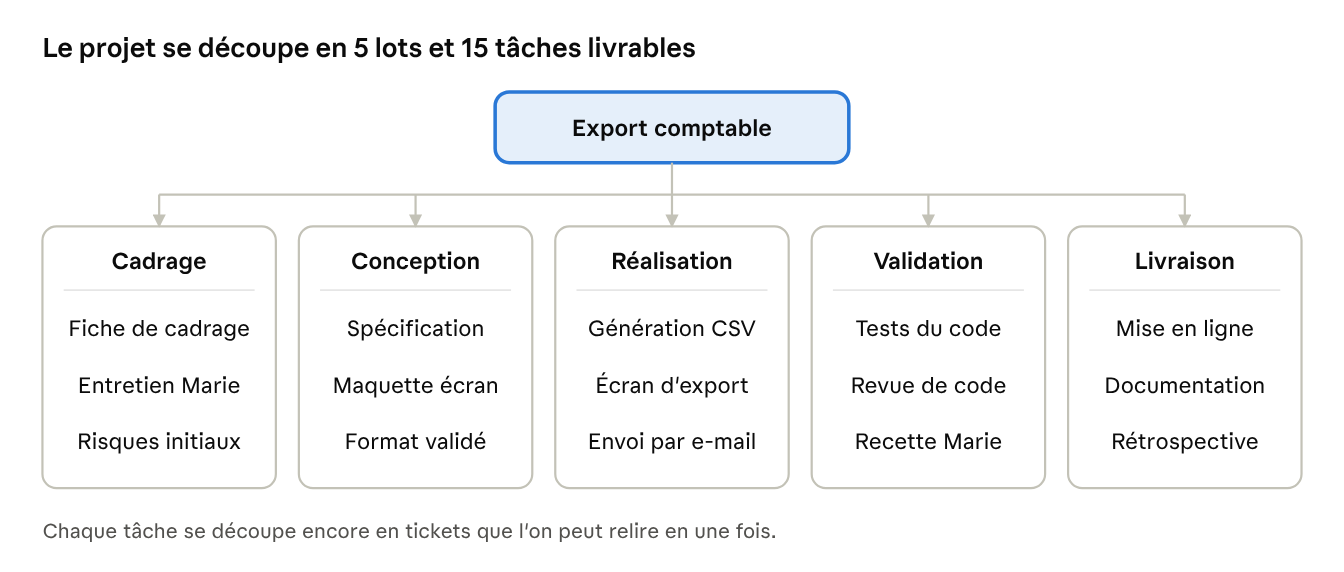 Le projet se découpe en 5 lots et 15 tâches livrables
Export comptable
Cadrage
Fiche de cadrage
Entretien Marie
Risques initiaux
Conception
Spécification
Maquette écran
Format validé
Réalisation
Génération CSV
Écran d'export
Envoi par e-mail
Validation
Tests du code
Revue de code
Recette Marie
Livraison
Mise en ligne
Documentation
Rétrospective
Chaque tâche se découpe encore en tickets que l'on peut relire en une fois.